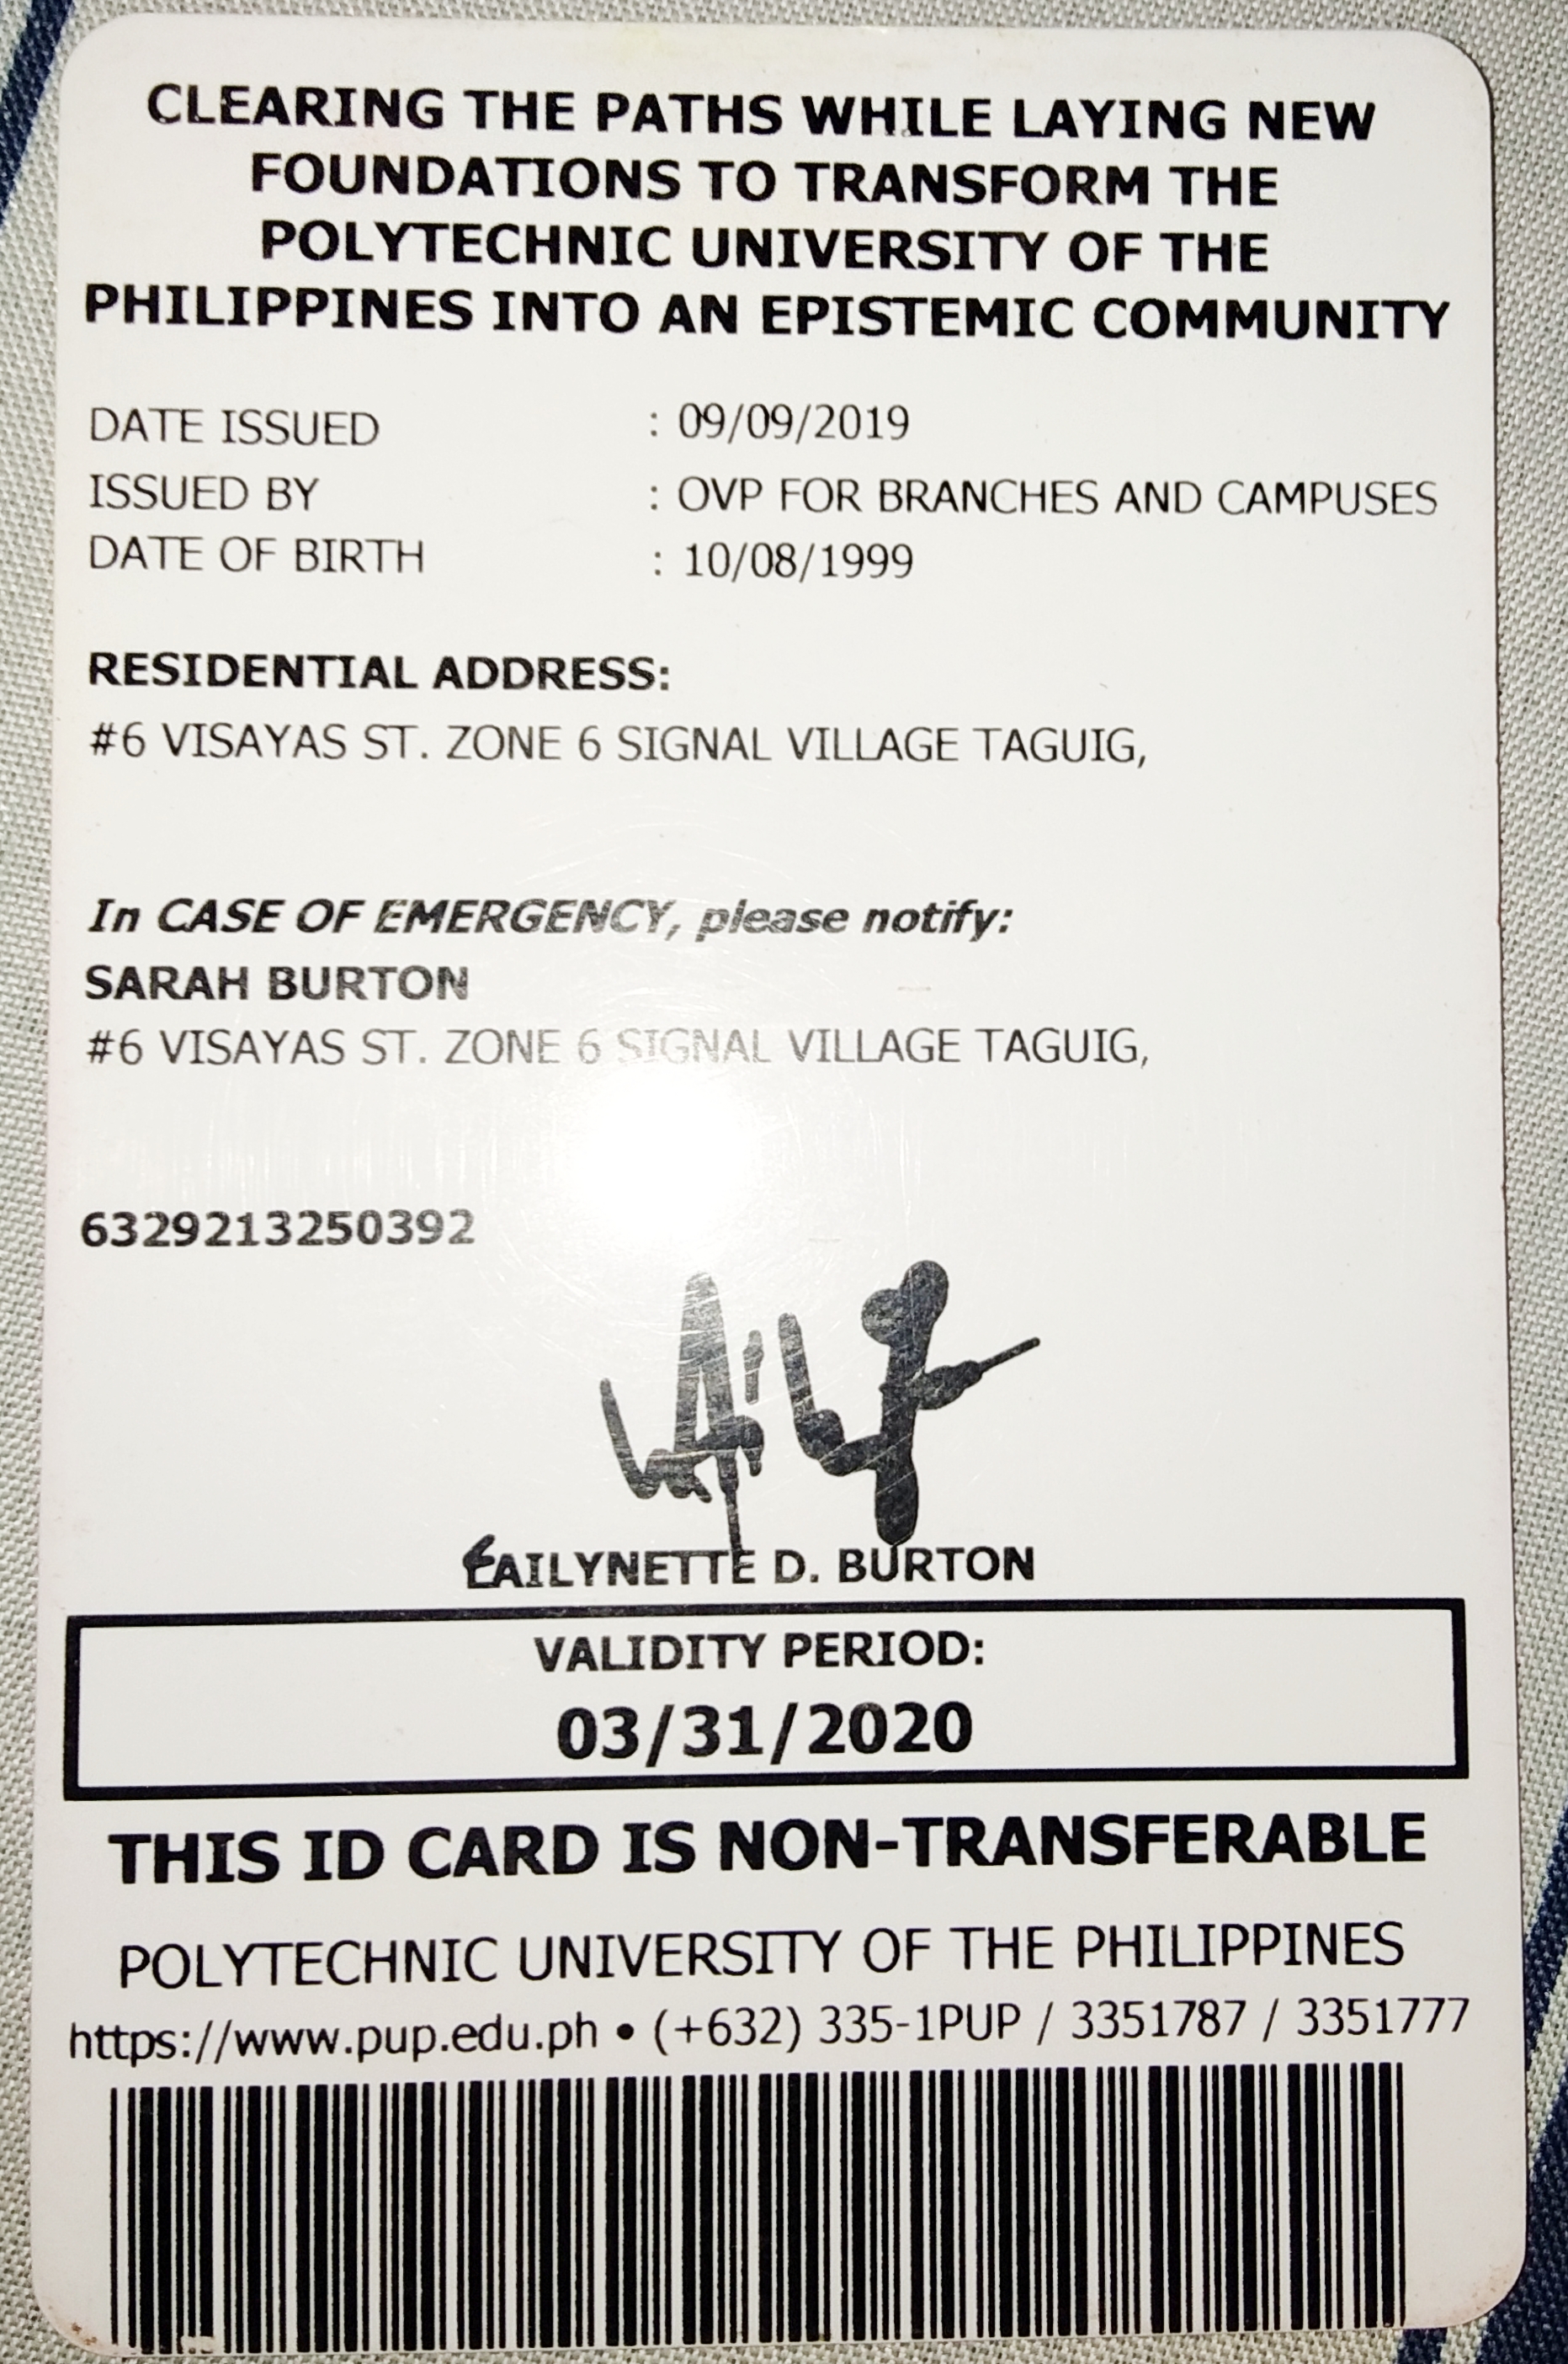 CLEARING THE PATHS WHILE LAYING NEW
FOUNDATIONS TO TRANSFORM THE
POLYTECHNIC UNIVERSITY OF THE
PHILIPPINES INTO AN EPISTEMIC COMMUNITY
DATE ISSUED : 09/09/2019
ISSUED BY : OVP FOR BRANCHES AND CAMPUSES
DATE OF BIRTH : 10/08/1999
RESIDENTIAL ADDRESS:
#6 VISAYAS ST. ZONE 6 SIGNAL VILLAGE TAGUIG,
In CASE OF EMERGENCY, please notify:
SARAH BURTON
#6 VISAYAS ST. ZONE 6 SIGNAL VILLAGE TAGUIG,
6329213250392
D. BURTON
VALIDITY PERIOD:
03/31/2020
THIS ID CARD IS NON-TRANSFERABLE
POLYTECHNIC UNIVERSITY OF THE PHILIPPINES
https://www.pup.edu.ph • (+632) 335-1PUP / 3351787 / 3351777